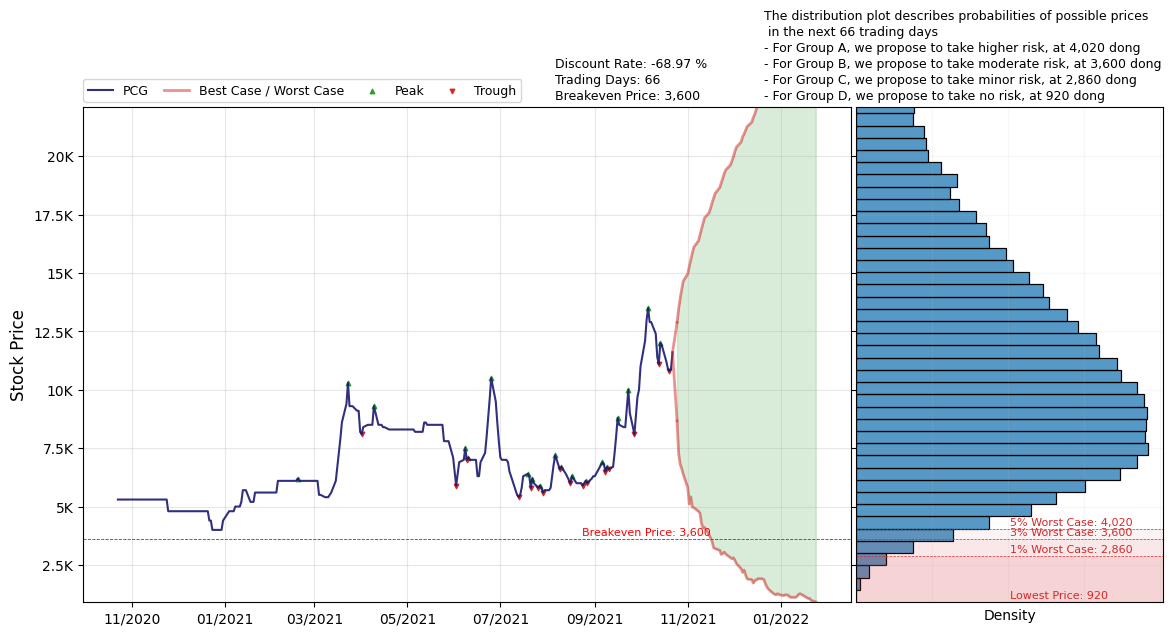 The distribution plot describes probabilities of possible prices
in the next 66 trading days
- For Group A, we propose to take higher risk, at 4,020 dong
- For Group B, we propose to take moderate risk, at 3,600 dong
- For Group C, we propose to take minor risk, at 2,860 dong
- For Group D, we propose to take no risk, at 920 dong
Discount Rate: -68.97 %
Trading Days: 66
Breakeven Price: 3,600
PCG
Best Case / Worst Case
Peak
Trough
Stock Price
20K
17.5K
15K
12.5K
10K
7.5K
5K
2.5K
Breakeven Price: 3,600
5% Worst Case: 4,020
3% Worst Case: 3,600
1% Worst Case: 2,860
Lowest Price: 920
11/2020
01/2021
03/2021
05/2021
07/2021
09/2021
11/2021
01/2022
Density